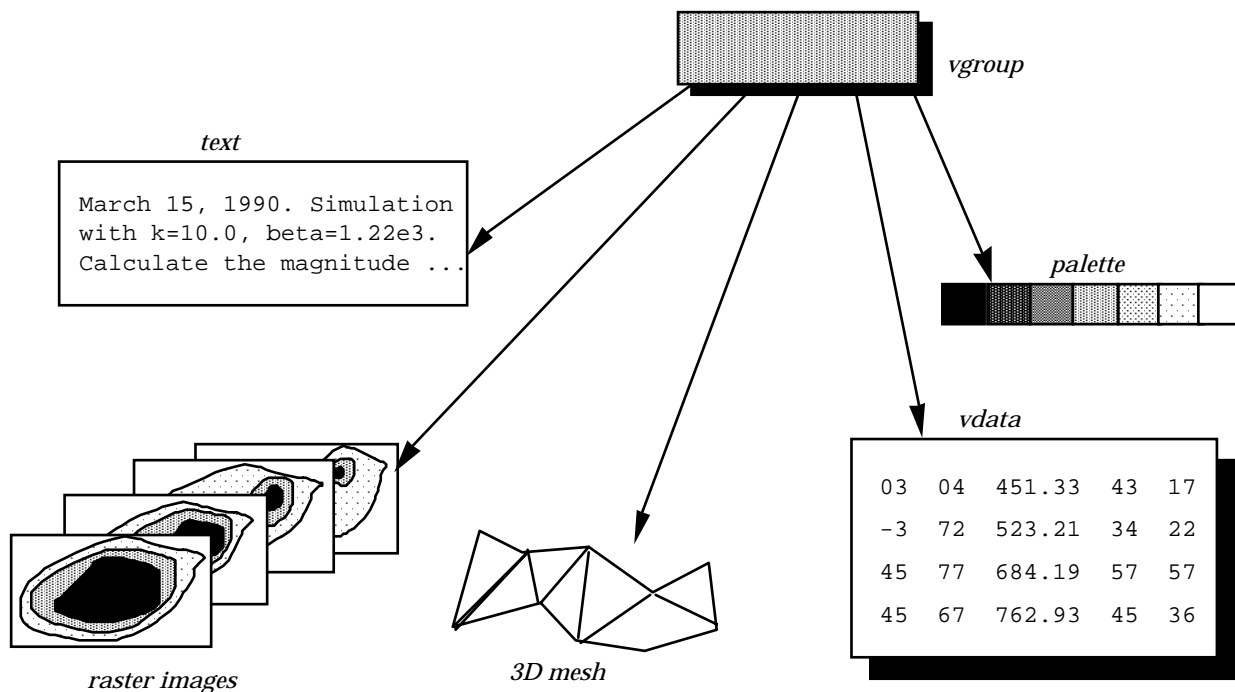 vgroup
text
March 15, 1990. Simulation
with k=10.0, beta=1.22e3.
Calculate the magnitude ...
palette
vdata
03 04 451.33 43 17
-3 72 523.21 34 22
45 77 684.19 57 57
45 67 762.93 45 36
raster images
3D mesh